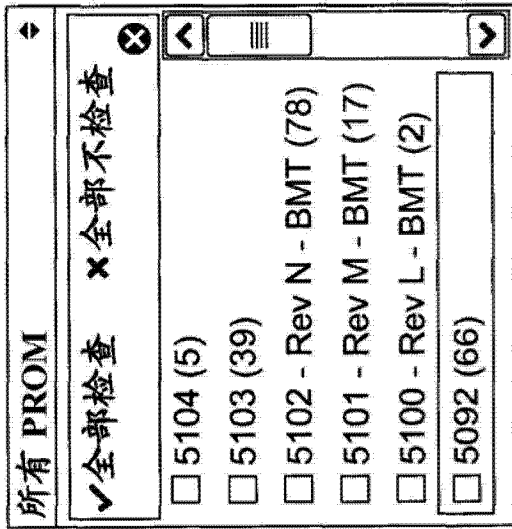 所有 PROM
✓全部检查 ×全部不检查
5104 (5)
5103 (39)
5102 - Rev N - BMT (78)
5101 - Rev M - BMT (17)
5100 - Rev L - BMT (2)
5092 (66)